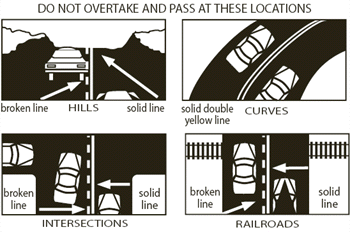 DO NOT OVERTAKE AND PASS AT THESE LOCATIONS
broken line
solid line
HILLS
solid double
yellow line
CURVES
broken
line
solid
line
INTERSECTIONS
broken
line
solid
line
RAILROADS